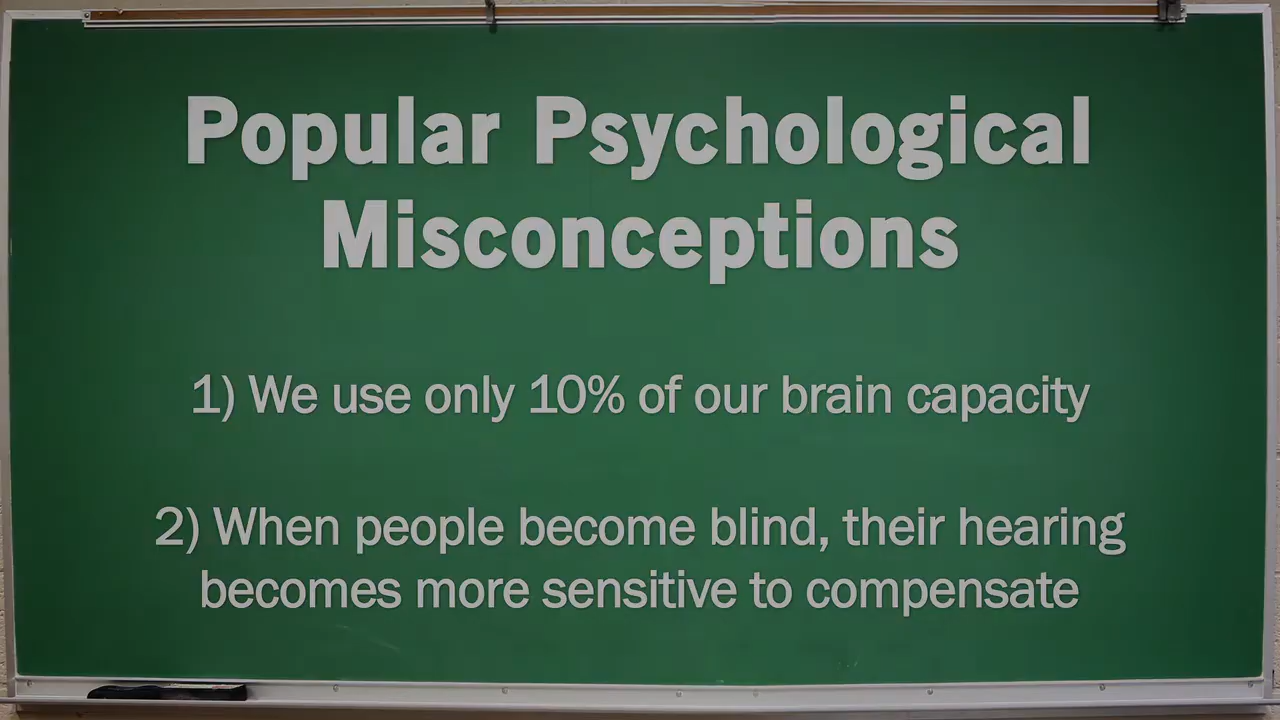 Popular Psychological
Misconceptions
1) We use only 10% of our brain capacity
2) When people become blind, their hearing
becomes more sensitive to compensate